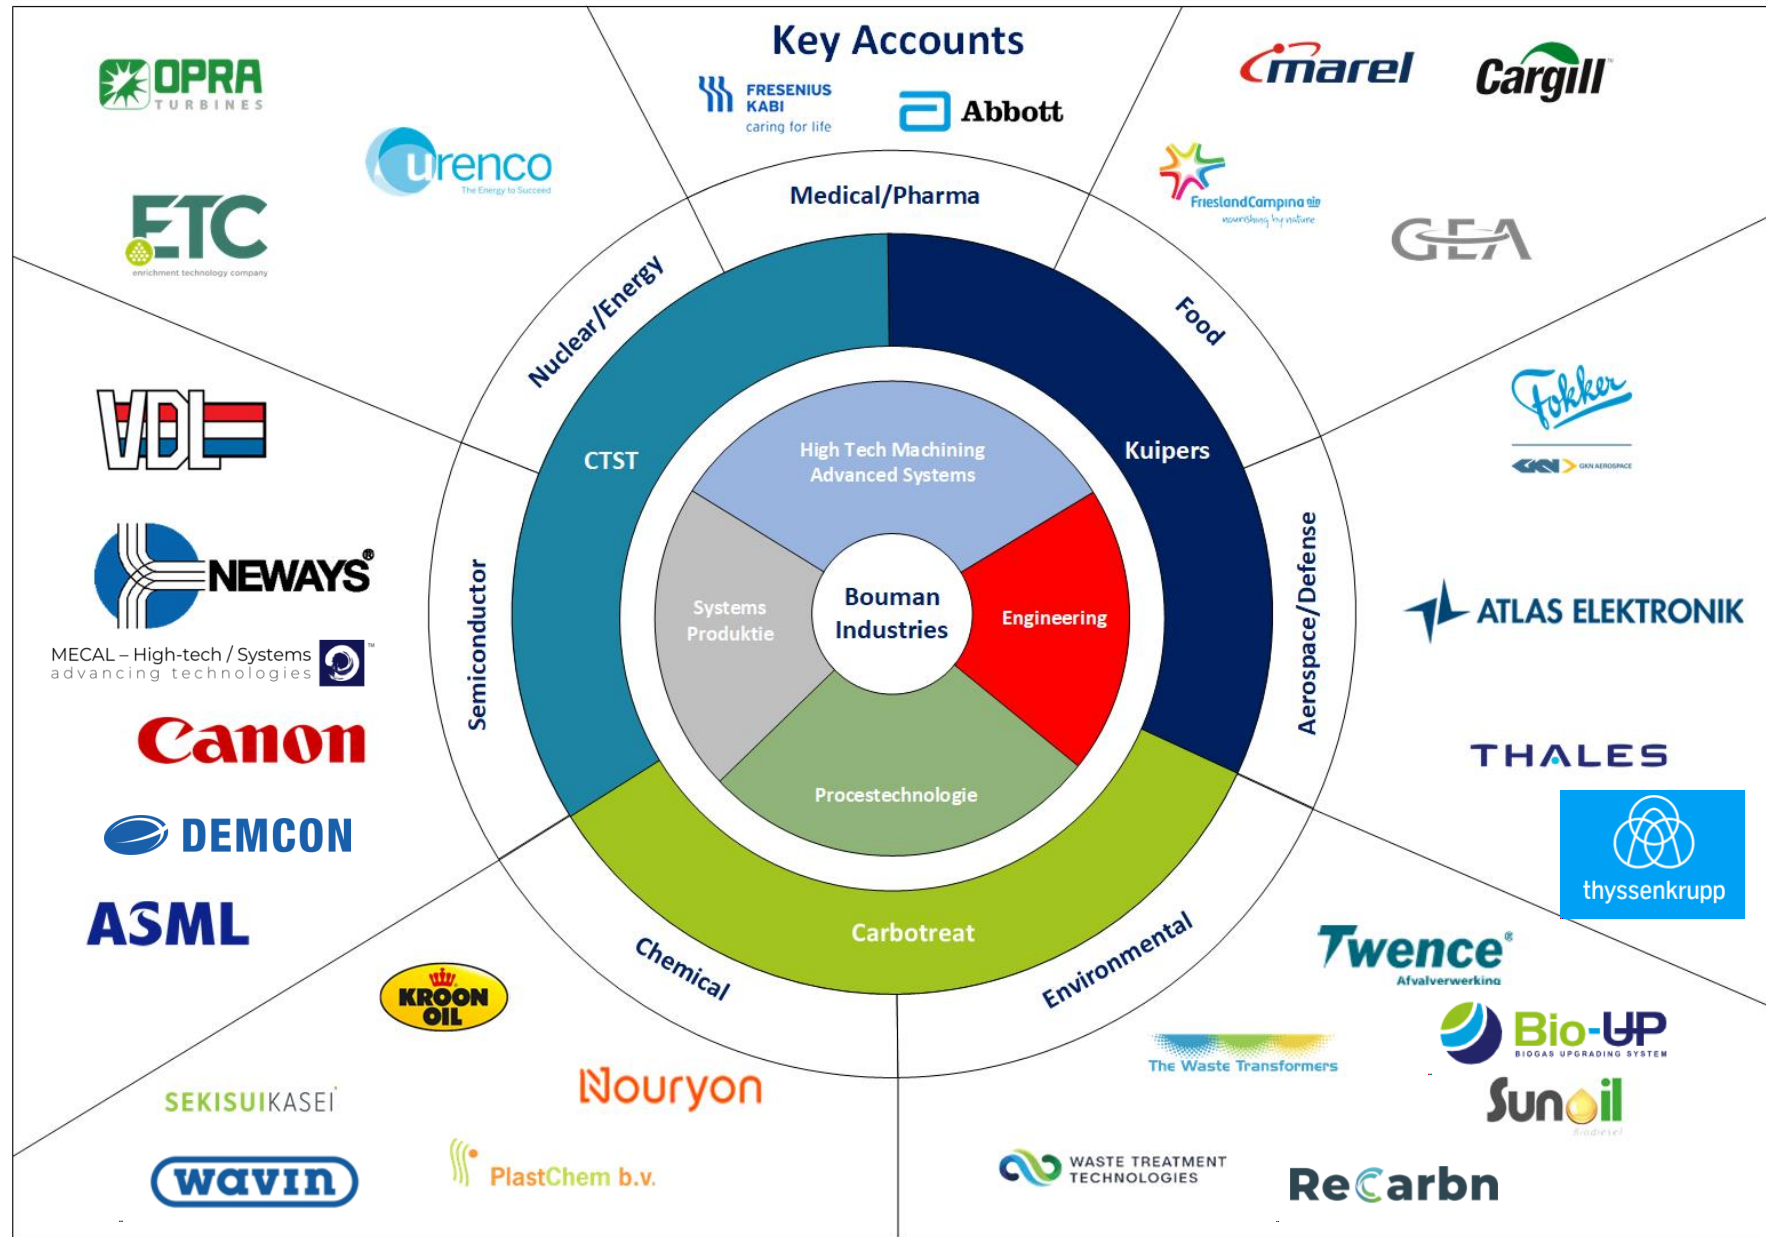 Key Accounts
OPRA
TURBINES
urenco
The Energy to Succeed
ETC
enrichment technology company
FRESENIUS
KABI
caring for life
Abbott
marel
Cargill™
FrieslandCampina
nourishing by nature
GEA
Medical/Pharma
Nuclear/Energy
Food
Semiconductor
Aerospace/Defense
Chemical
Environmental
CTST
Kuipers
Carbotreat
High Tech Machining
Advanced Systems
Systems
Produktie
Engineering
Procestechnologie
Bouman
Industries
VDL
NEWAYS®
MECAL – High-tech / Systems
advancing technologies
™
Canon
DEMCON
ASML
Fokker
GKN AEROSPACE
ATLAS ELEKTRONIK
THALES
thyssenkrupp
KROON
OIL
Nouryon
SEKISUIKASEI
wavin
PlastChem b.v.
Twence®
Afvalverwerking
Bio-UP
BIOGAS UPGRADING SYSTEM
The Waste Transformers
Sunoil
Biodiesel
WASTE TREATMENT
TECHNOLOGIES
ReCarbn